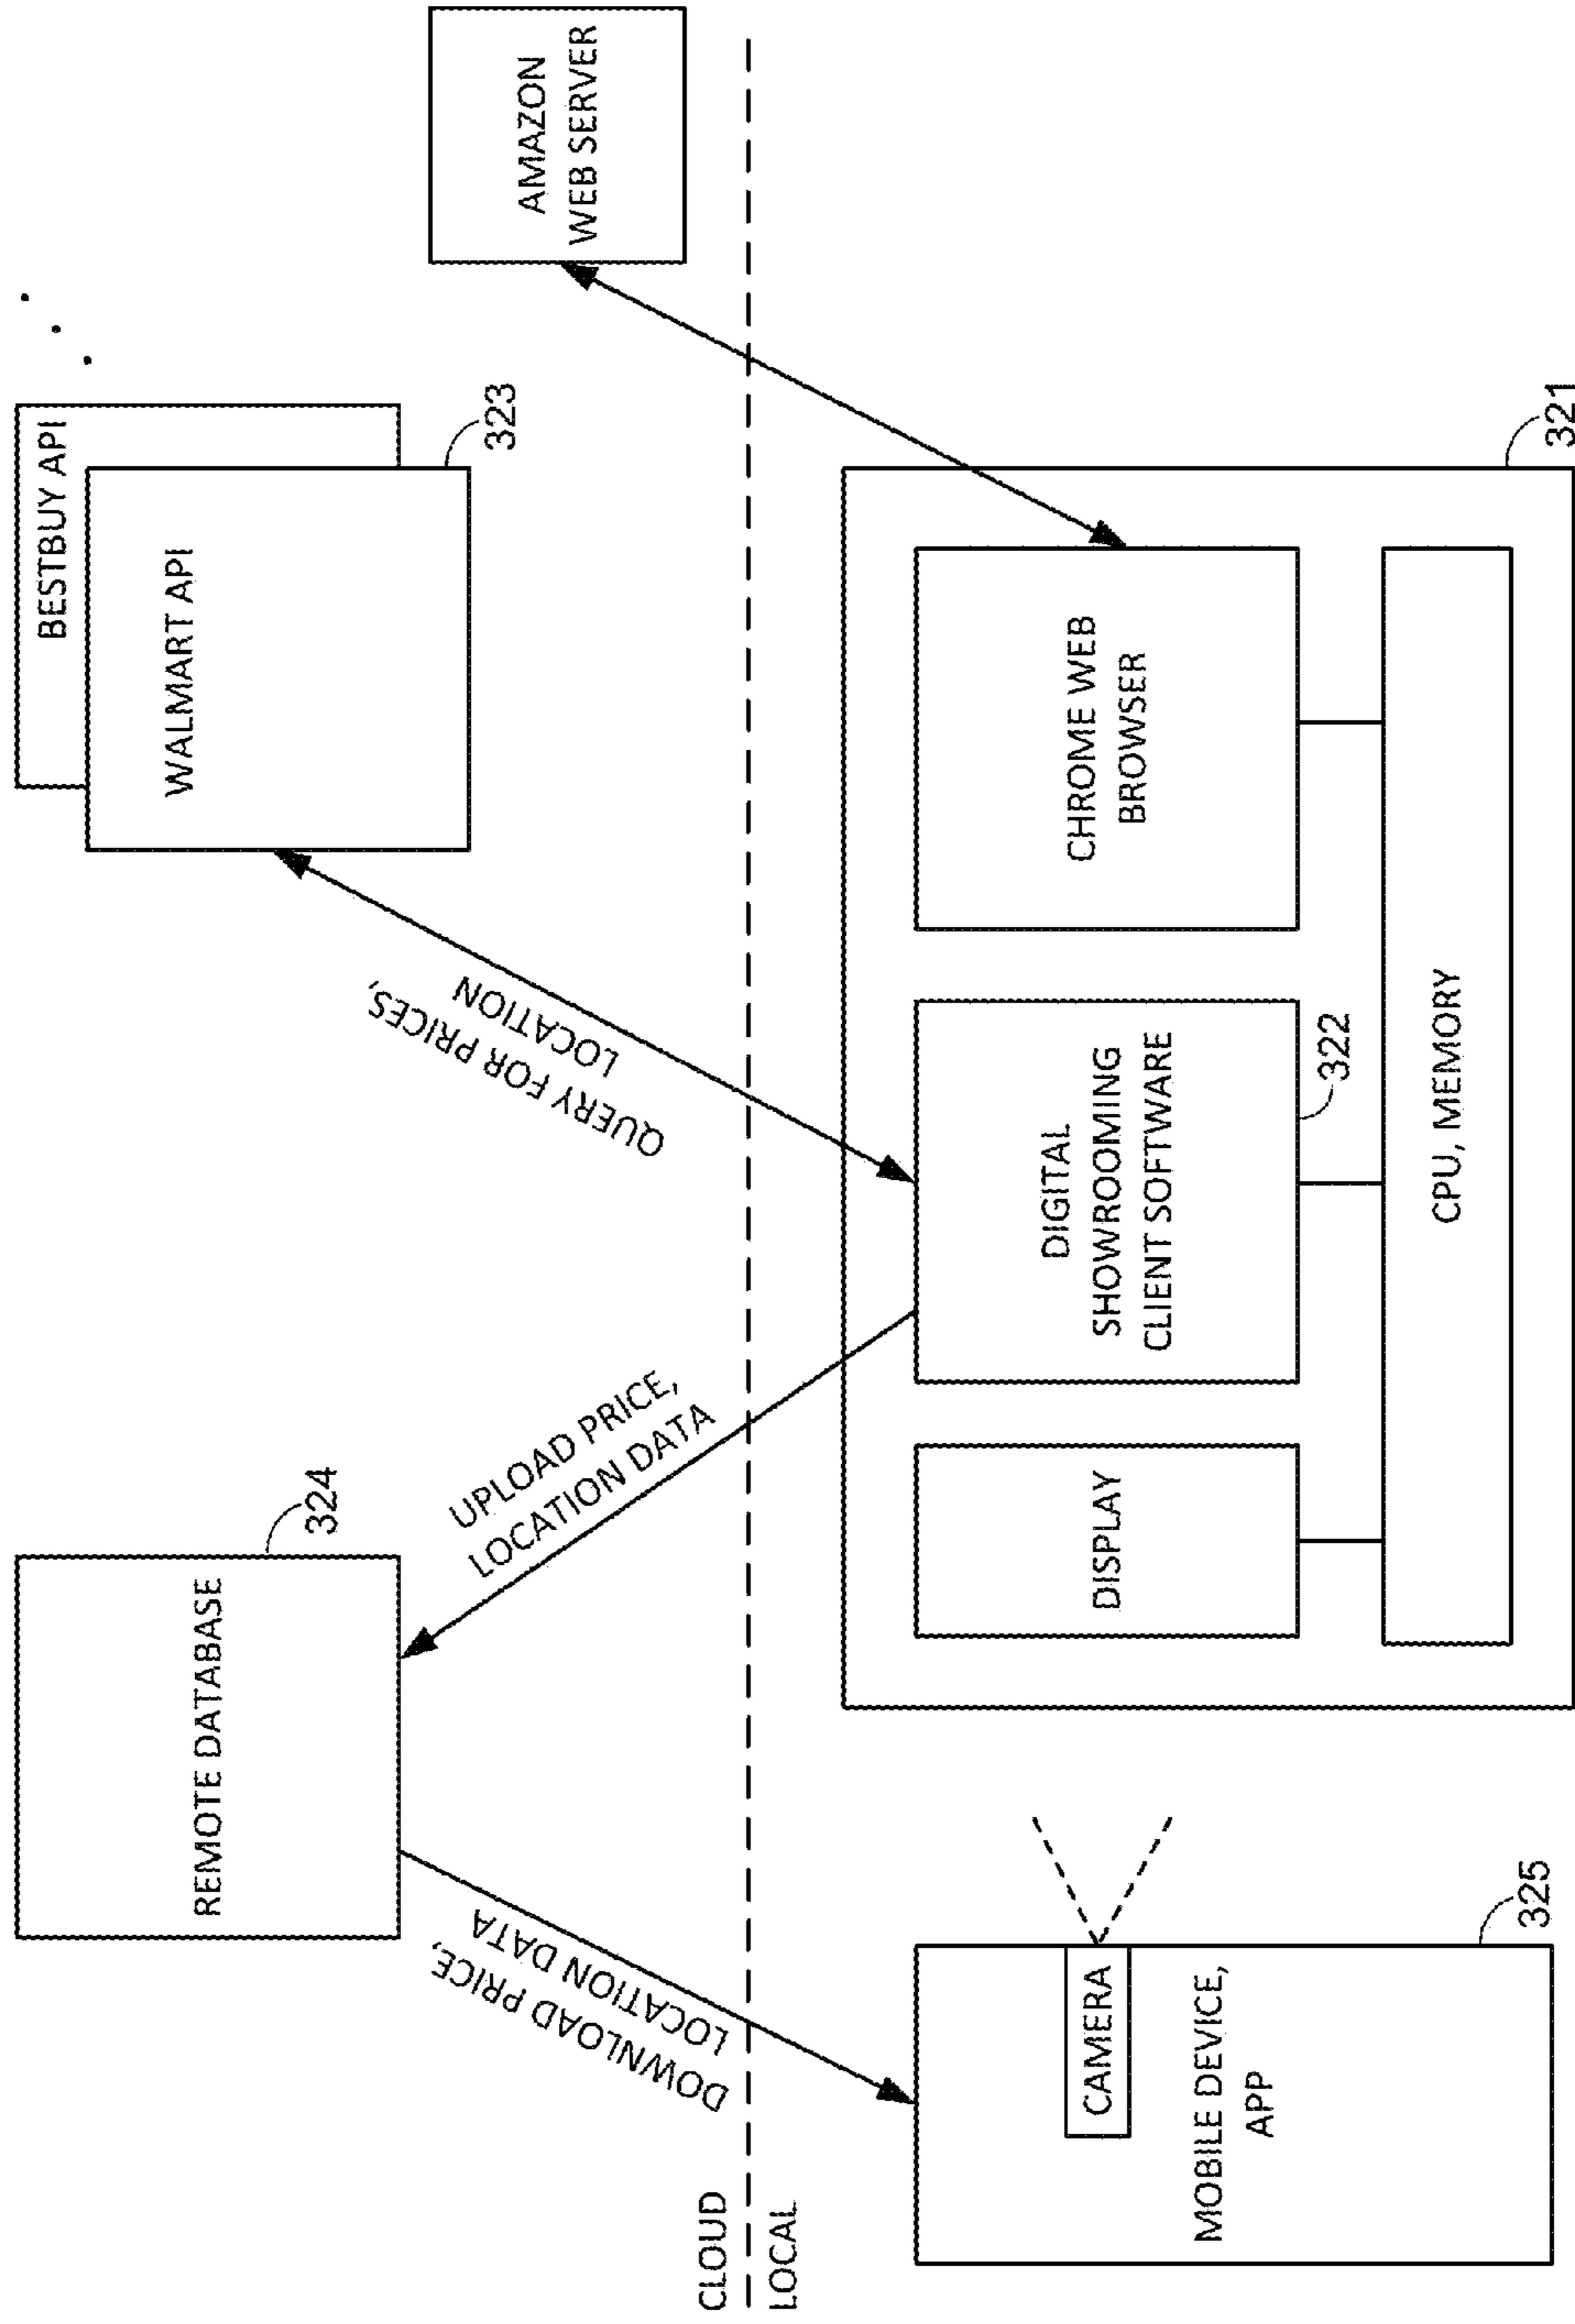 REMOTE DATABASE
324
BESTBUY API
WALMART API
323
AMAZON
WEB SERVER
DOWNLOAD PRICE,
LOCATION DATA
UPLOAD PRICE,
LOCATION DATA
QUERY FOR PRICES,
LOCATION
CLOUD
LOCAL
CAMERA
MOBILE DEVICE,
APP
325
DISPLAY
DIGITAL
SHOWROOMING
CLIENT SOFTWARE
322
CHROME WEB
BROWSER
CPU, MEMORY
321